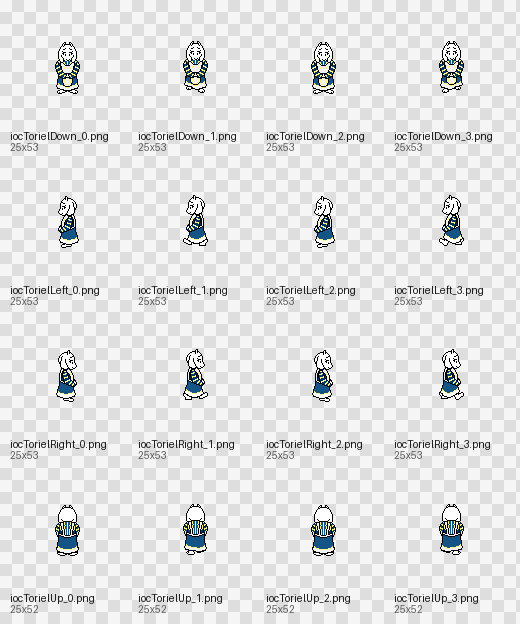 iocTorielDown_0.png
25x53
iocTorielDown_1.png
25x53
iocTorielDown_2.png
25x53
iocTorielDown_3.png
25x53
iocTorielLeft_0.png
25x53
iocTorielLeft_1.png
25x53
iocTorielLeft_2.png
25x53
iocTorielLeft_3.png
25x53
iocTorielRight_0.png
25x53
iocTorielRight_1.png
25x53
iocTorielRight_2.png
25x53
iocTorielRight_3.png
25x53
iocTorielUp_0.png
25x52
iocTorielUp_1.png
25x52
iocTorielUp_2.png
25x52
iocTorielUp_3.png
25x52